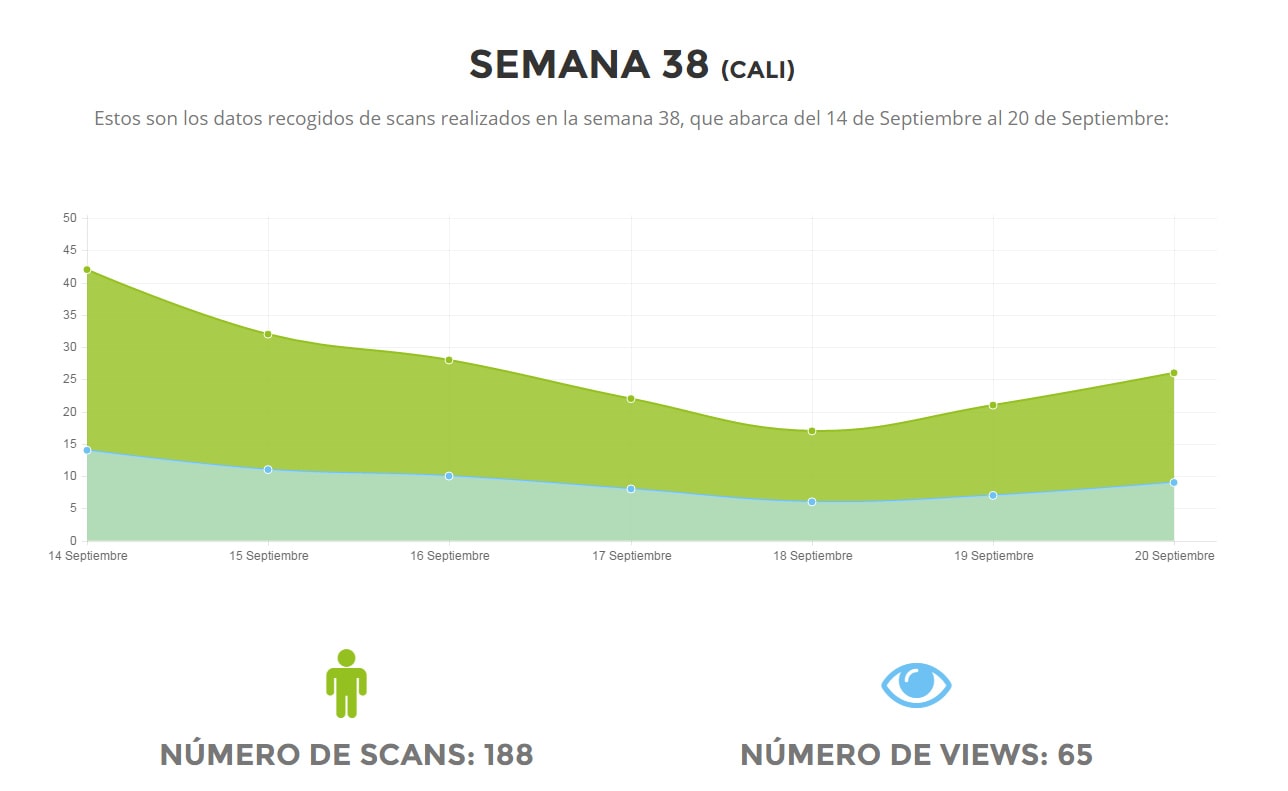 SEMANA 38 (CALI)
Estos son los datos recogidos de scans realizados en la semana 38, que abarca del 14 de Septiembre al 20 de Septiembre:
50
45
40
35
30
25
20
15
10
5
0
14 Septiembre 15 Septiembre 16 Septiembre 17 Septiembre 18 Septiembre 19 Septiembre 20 Septiembre
NÚMERO DE SCANS: 188 NÚMERO DE VIEWS: 65